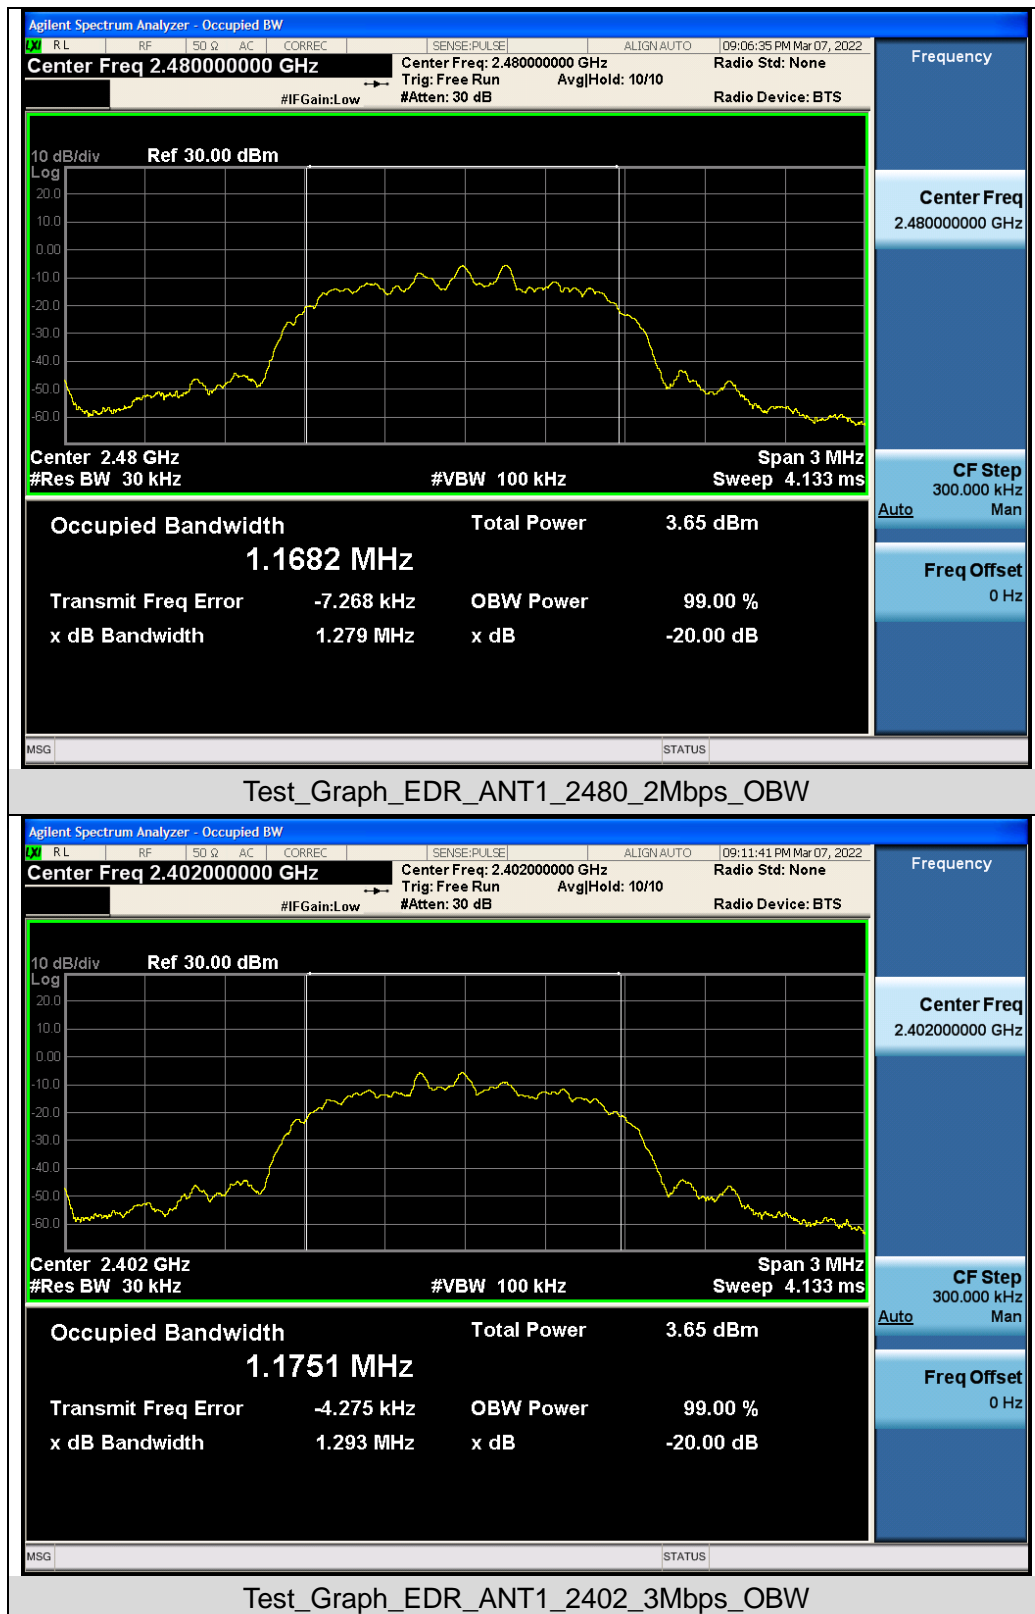 Agilent Spectrum Analyzer - Occupied BW
LXI RL RF 50 Ω AC CORREC SENSE:PULSE ALIGN AUTO 09:06:35 PM Mar 07, 2022
Center Freq 2.480000000 GHz Center Freq: 2.480000000 GHz Radio Std: None
Trig: Free Run Avg|Hold: 10/10
#IFGain:Low #Atten: 30 dB Radio Device: BTS
Frequency
10 dB/div Ref 30.00 dBm
Log
20.0
10.0
0.00
-10.0
-20.0
-30.0
-40.0
-50.0
-60.0
Center 2.48 GHz Span 3 MHz
#Res BW 30 kHz #VBW 100 kHz Sweep 4.133 ms
Center Freq
2.480000000 GHz
CF Step
300.000 kHz
Auto Man
Freq Offset
0 Hz
Occupied Bandwidth Total Power 3.65 dBm
1.1682 MHz
Transmit Freq Error -7.268 kHz OBW Power 99.00 %
x dB Bandwidth 1.279 MHz x dB -20.00 dB
MSG STATUS
Test_Graph_EDR_ANT1_2480_2Mbps_OBW
Agilent Spectrum Analyzer - Occupied BW
LXI RL RF 50 Ω AC CORREC SENSE:PULSE ALIGN AUTO 09:11:41 PM Mar 07, 2022
Center Freq 2.402000000 GHz Center Freq: 2.402000000 GHz Radio Std: None
Trig: Free Run Avg|Hold: 10/10
#IFGain:Low #Atten: 30 dB Radio Device: BTS
Frequency
10 dB/div Ref 30.00 dBm
Log
20.0
10.0
0.00
-10.0
-20.0
-30.0
-40.0
-50.0
-60.0
Center 2.402 GHz Span 3 MHz
#Res BW 30 kHz #VBW 100 kHz Sweep 4.133 ms
Center Freq
2.402000000 GHz
CF Step
300.000 kHz
Auto Man
Freq Offset
0 Hz
Occupied Bandwidth Total Power 3.65 dBm
1.1751 MHz
Transmit Freq Error -4.275 kHz OBW Power 99.00 %
x dB Bandwidth 1.293 MHz x dB -20.00 dB
MSG STATUS
Test_Graph_EDR_ANT1_2402_3Mbps_OBW